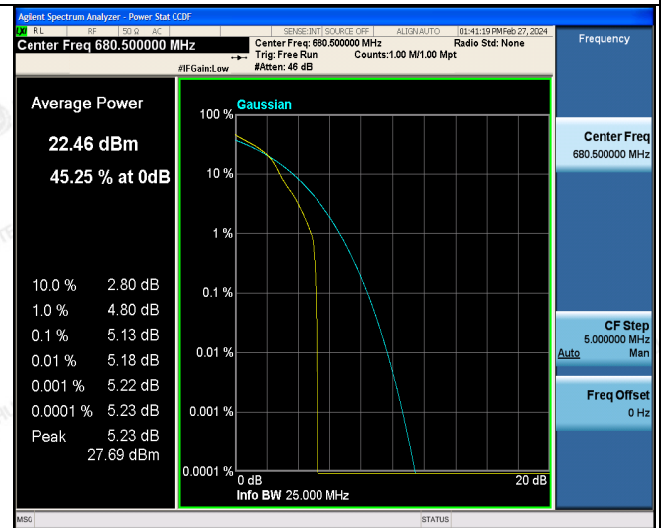 Agilent Spectrum Analyzer - Power Stat CCDF
RL RF 50 Ω AC SENSE:INT SOURCE OFF ALIGN AUTO 01:41:19 PM Feb 27, 2024
Center Freq 680.500000 MHz
Center Freq: 680.500000 MHz Radio Std: None
Trig: Free Run Counts:1.00 M/1.00 Mpt
#IFGain:Low #Atten: 46 dB
Frequency
Average Power
22.46 dBm
45.25 % at 0dB
10.0 % 2.80 dB
1.0 % 4.80 dB
0.1 % 5.13 dB
0.01 % 5.18 dB
0.001 % 5.22 dB
0.0001 % 5.23 dB
Peak 5.23 dB
27.69 dBm
Gaussian
100 %
10 %
1 %
0.1 %
0.01 %
0.001 %
0.0001 %
0 dB 20 dB
Info BW 25.000 MHz
Center Freq
680.500000 MHz
CF Step
5.000000 MHz
Auto Man
Freq Offset
0 Hz
MSG STATUS